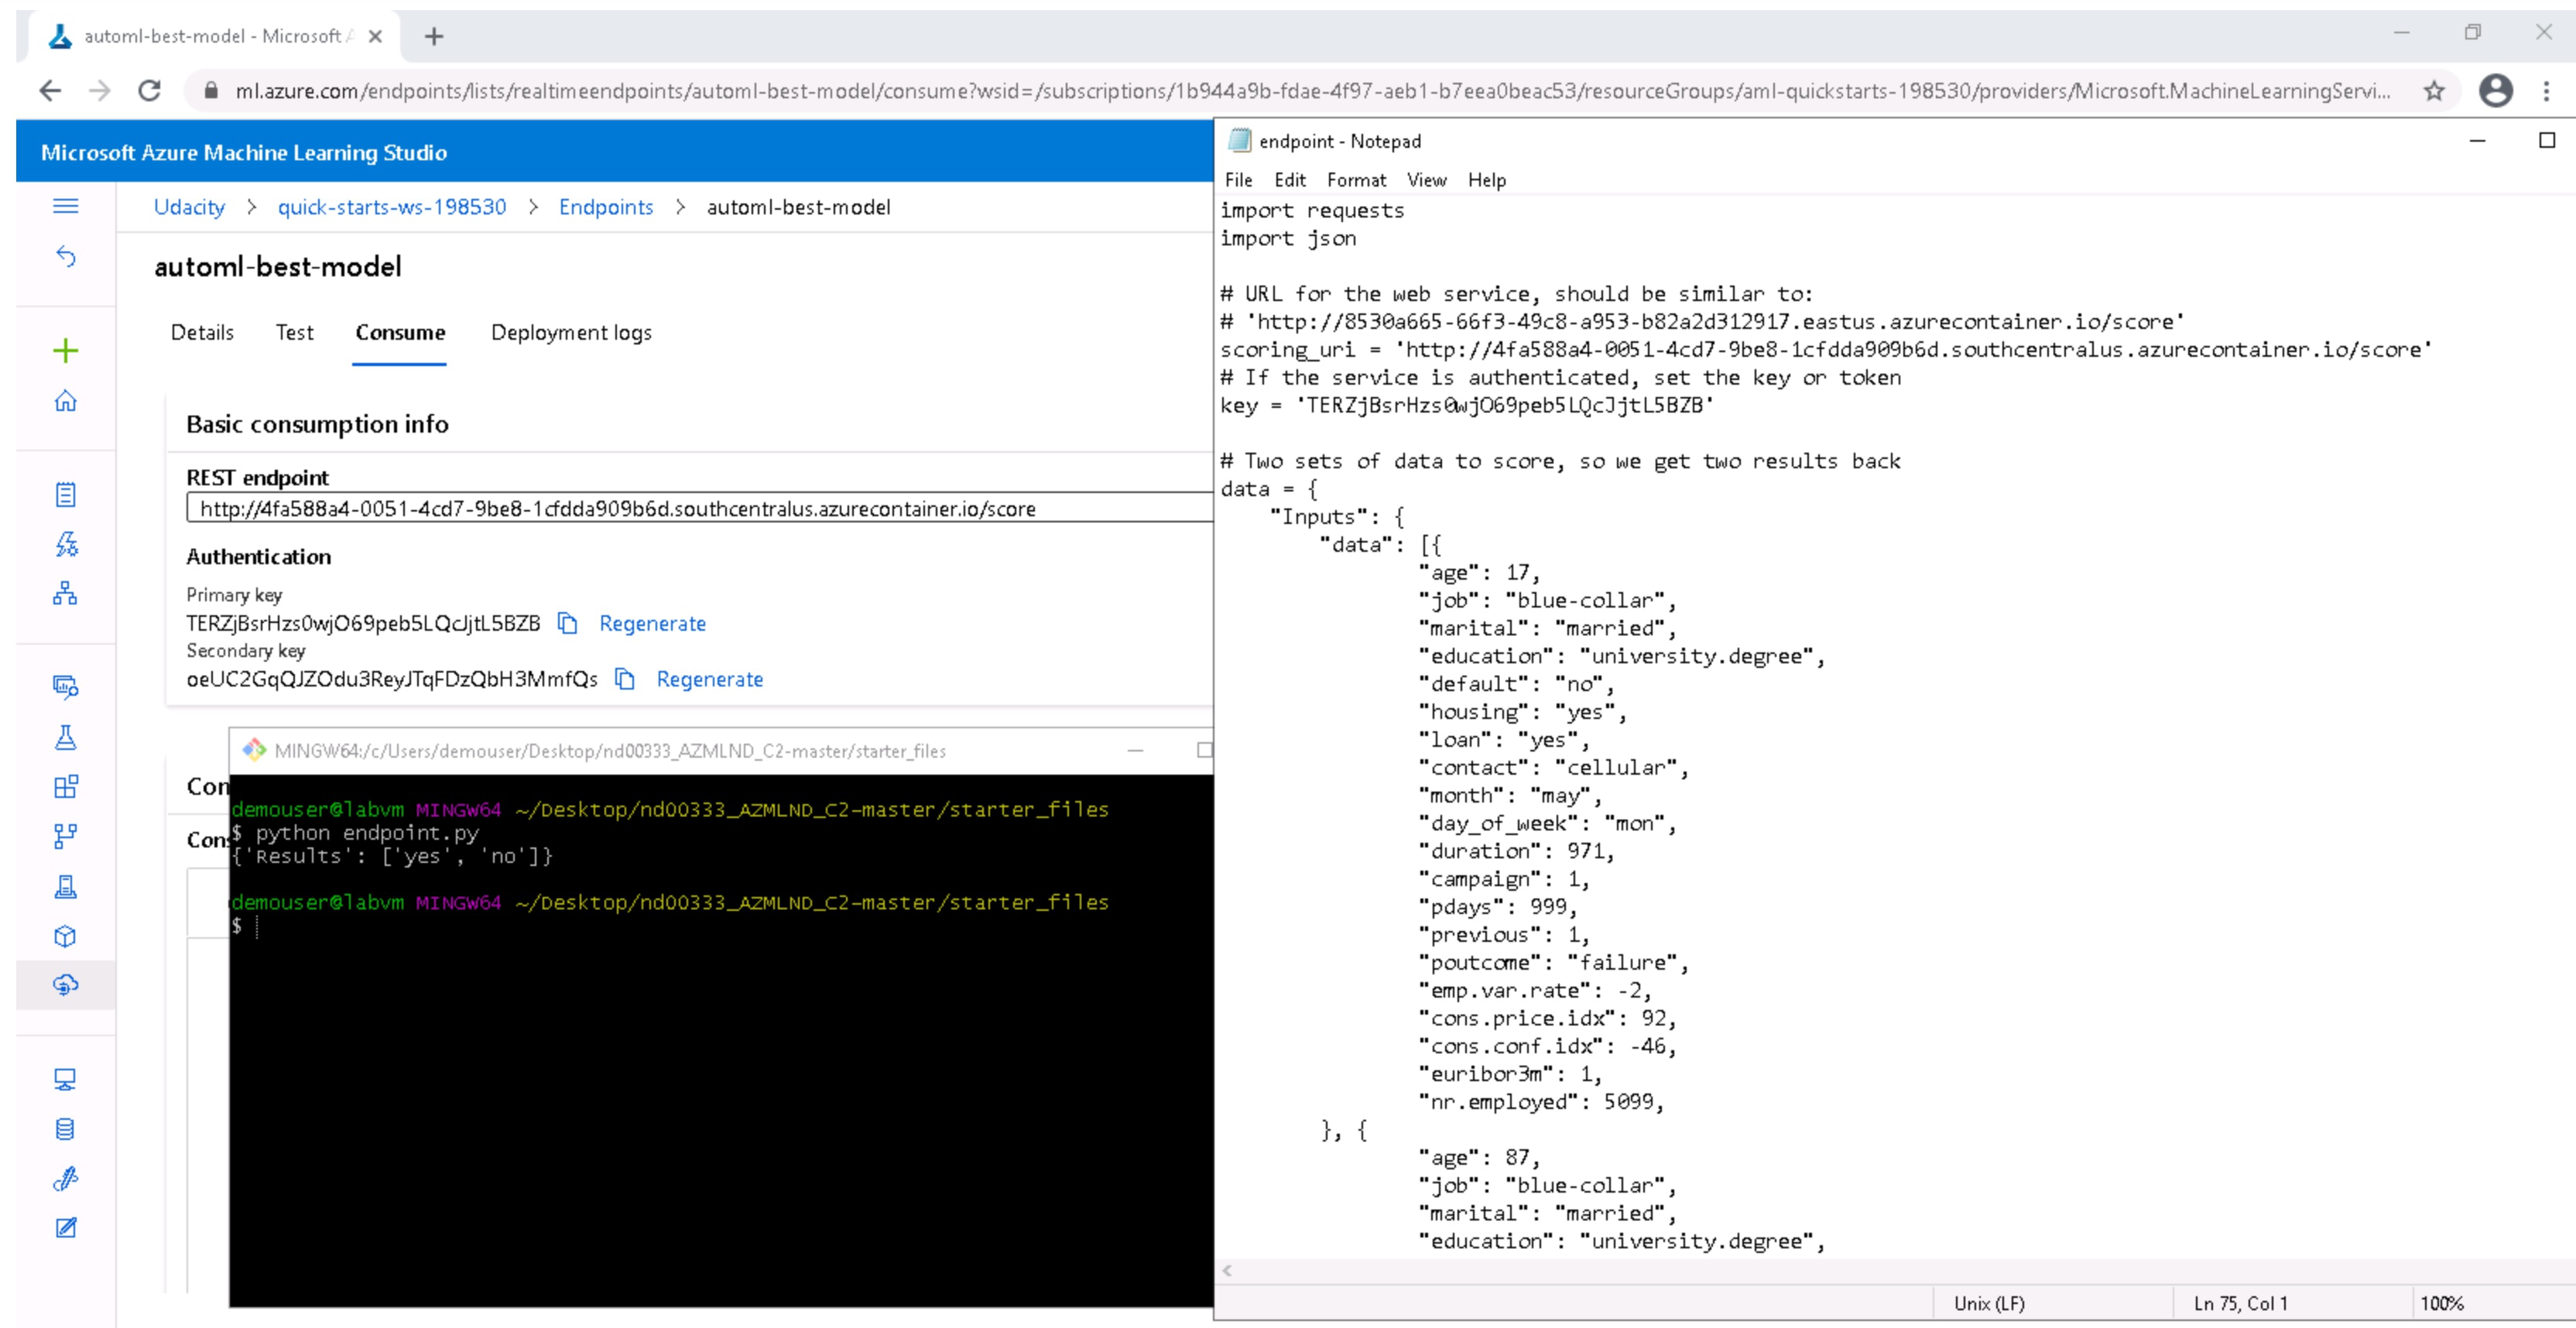 automl-best-model - Microsoft A
ml.azure.com/endpoints/lists/realtimeendpoints/automl-best-model/consume?wsid=/subscriptions/1b944a9b-fdae-4f97-aeb1-b7eea0beac53/resourceGroups/aml-quickstarts-198530/providers/Microsoft.MachineLearningServi...
Microsoft Azure Machine Learning Studio
Udacity > quick-starts-ws-198530 > Endpoints > automl-best-model
automl-best-model
Details Test Consume Deployment logs
Basic consumption info
REST endpoint
http://4fa588a4-0051-4cd7-9be8-1cfdda909b6d.southcentralus.azurecontainer.io/score
Authentication
Primary key
TERZjBsrHzs0wjO69peb5LQcJjtL5BZB Regenerate
Secondary key
oeUC2GqQJZOdu3ReyJTqFDzQbH3MmfQs Regenerate
Con
Cons
MINGW64:/c/Users/demouser/Desktop/nd00333_AZMLND_C2-master/starter_files
demouser@labvm MINGW64 ~/Desktop/nd00333_AZMLND_C2-master/starter_files
$ python endpoint.py
{'Results': ['yes', 'no']}
demouser@labvm MINGW64 ~/Desktop/nd00333_AZMLND_C2-master/starter_files
$
endpoint - Notepad
File Edit Format View Help
import requests
import json
# URL for the web service, should be similar to:
# 'http://8530a665-66f3-49c8-a953-b82a2d312917.eastus.azurecontainer.io/score'
scoring_uri = 'http://4fa588a4-0051-4cd7-9be8-1cfdda909b6d.southcentralus.azurecontainer.io/score'
# If the service is authenticated, set the key or token
key = 'TERZjBsrHzs0wjO69peb5LQcJjtL5BZB'
# Two sets of data to score, so we get two results back
data = {
"Inputs": {
"data": [{
"age": 17,
"job": "blue-collar",
"marital": "married",
"education": "university.degree",
"default": "no",
"housing": "yes",
"loan": "yes",
"contact": "cellular",
"month": "may",
"day_of_week": "mon",
"duration": 971,
"campaign": 1,
"pdays": 999,
"previous": 1,
"poutcome": "failure",
"emp.var.rate": -2,
"cons.price.idx": 92,
"cons.conf.idx": -46,
"euribor3m": 1,
"nr.employed": 5099,
}, {
"age": 87,
"job": "blue-collar",
"marital": "married",
"education": "university.degree",
Unix (LF) Ln 75, Col 1 100%